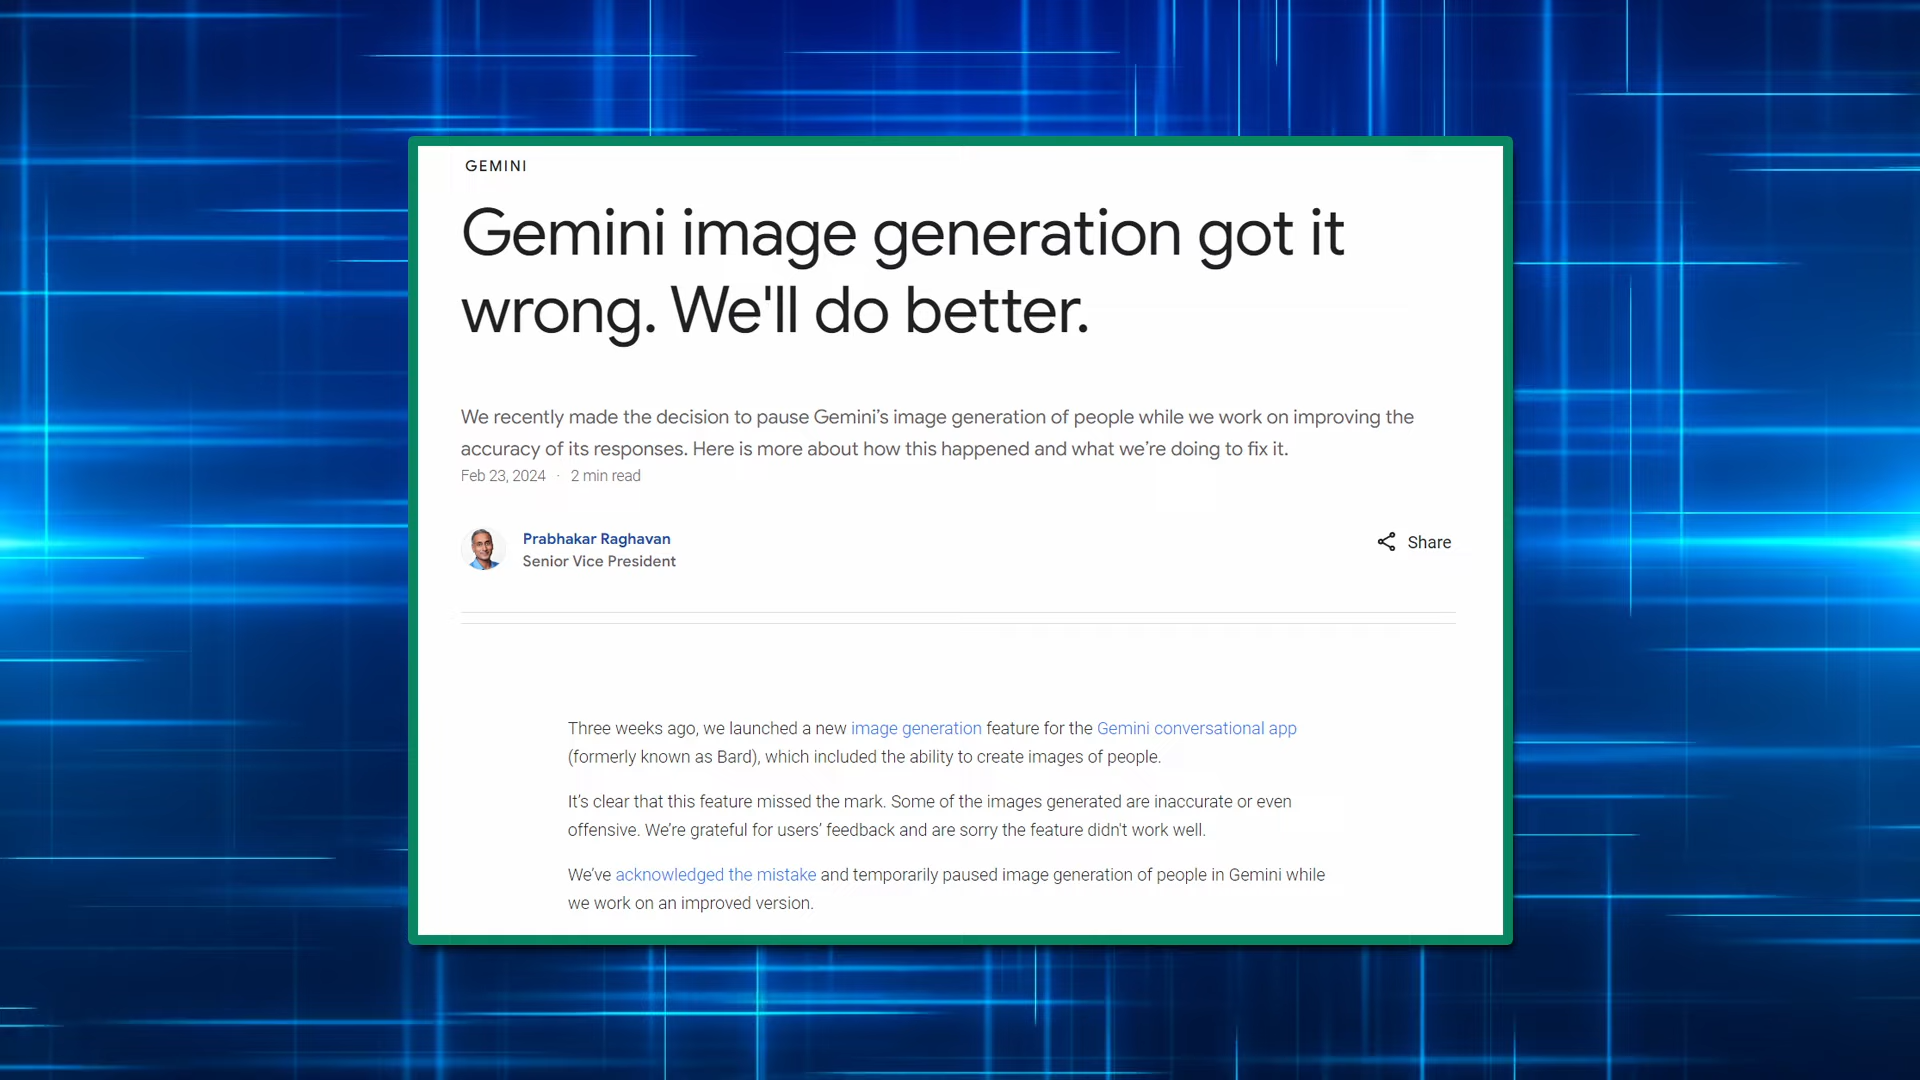 GEMINI
Gemini image generation got it
wrong. We'll do better.
We recently made the decision to pause Gemini’s image generation of people while we work on improving the
accuracy of its responses. Here is more about how this happened and what we’re doing to fix it.
Feb 23, 2024 · 2 min read
Prabhakar Raghavan
Senior Vice President
Share
Three weeks ago, we launched a new image generation feature for the Gemini conversational app
(formerly known as Bard), which included the ability to create images of people.
It’s clear that this feature missed the mark. Some of the images generated are inaccurate or even
offensive. We’re grateful for users’ feedback and are sorry the feature didn't work well.
We’ve acknowledged the mistake and temporarily paused image generation of people in Gemini while
we work on an improved version.